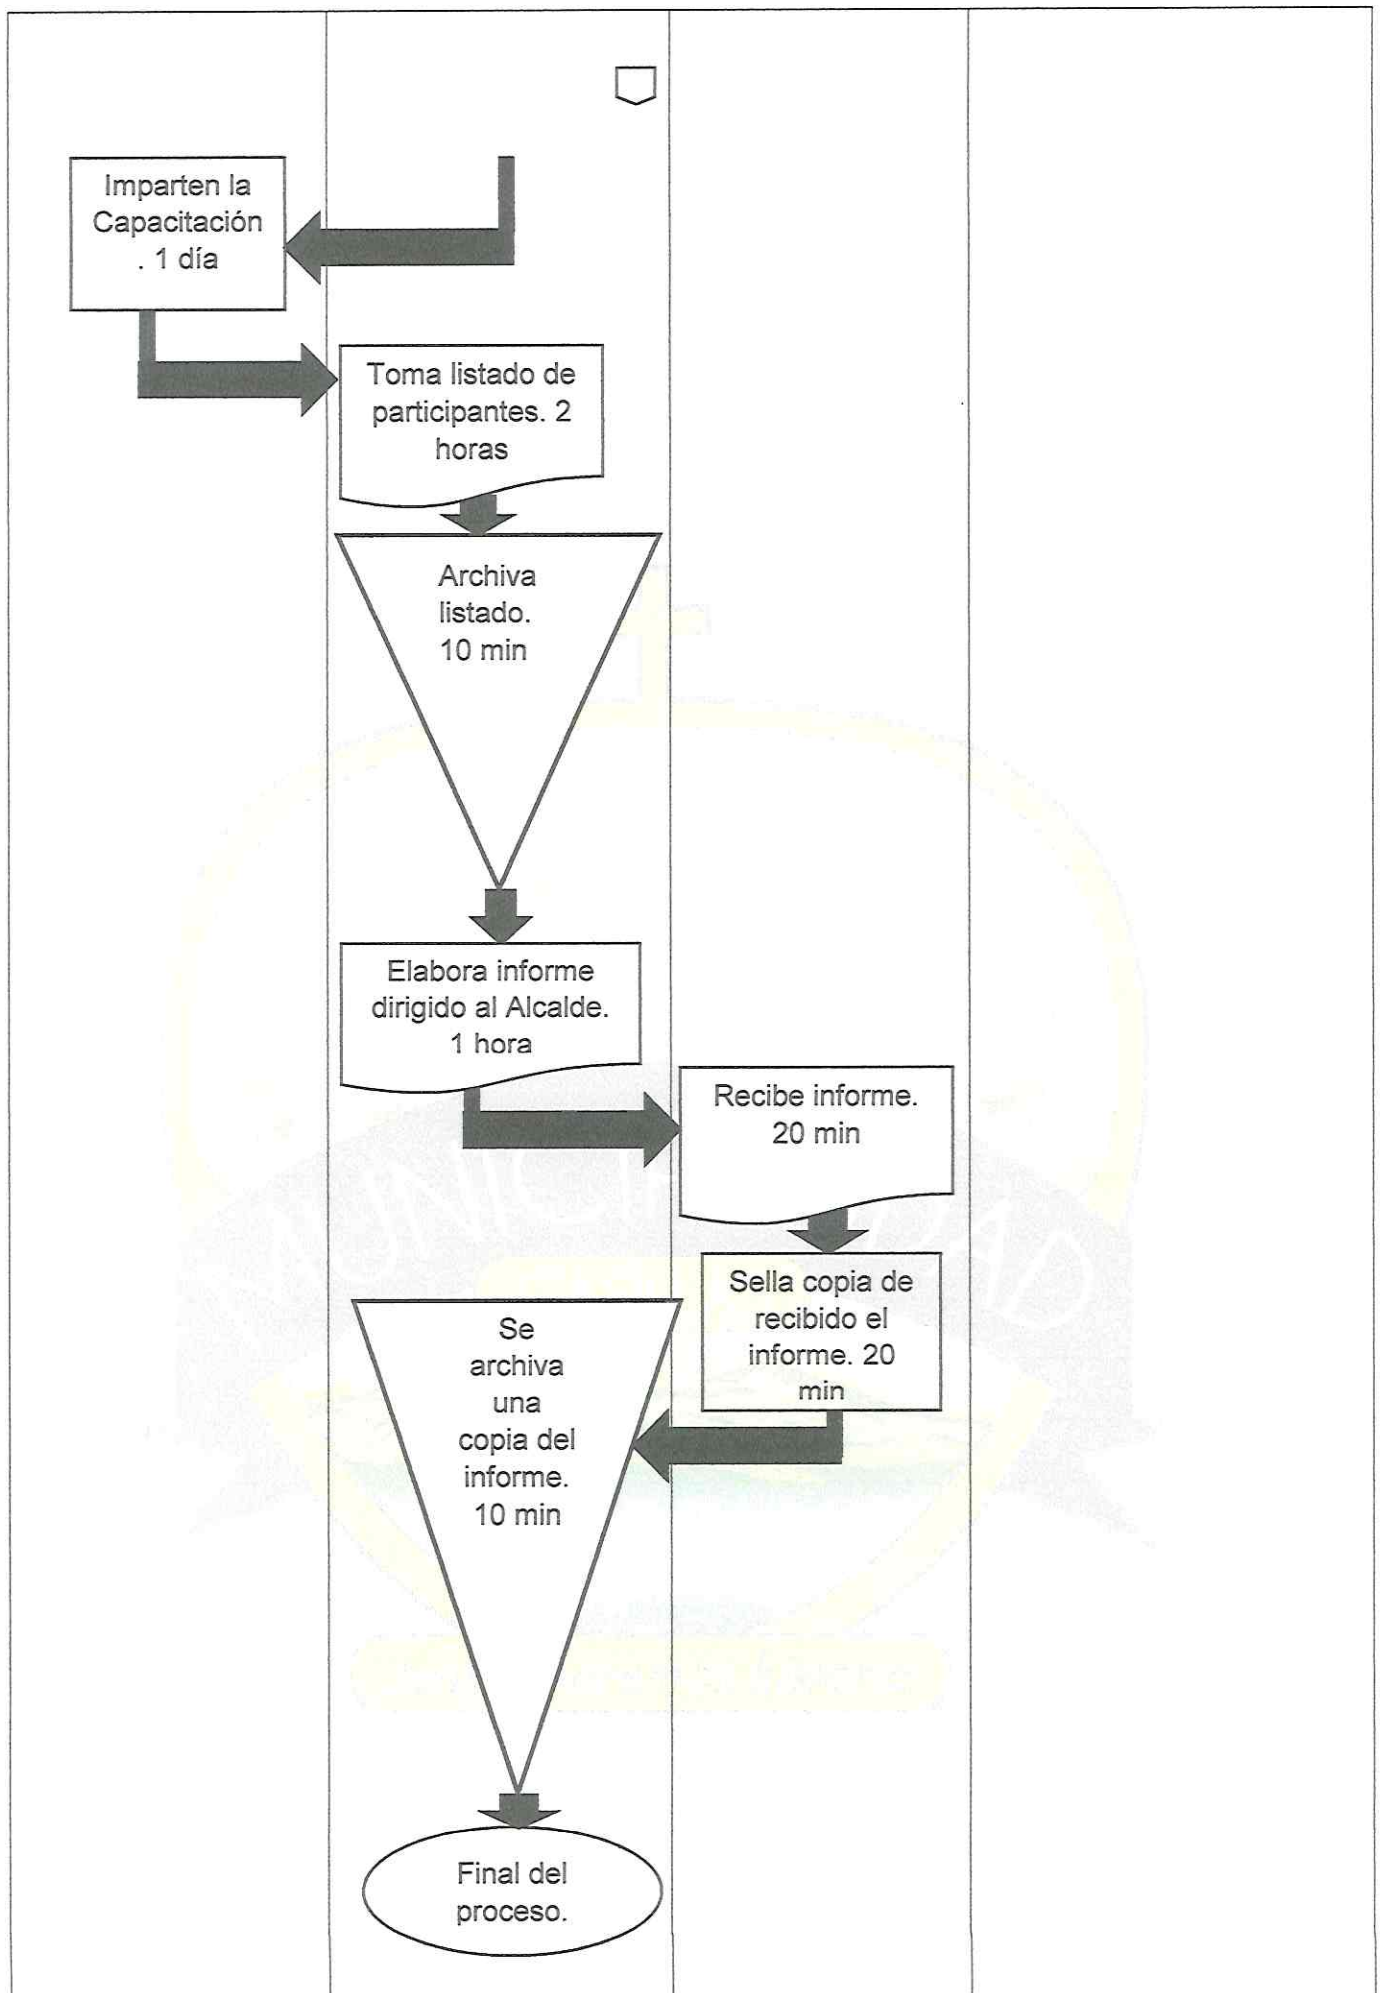 Imparten la
Capacitación
. 1 día
Toma listado de
participantes. 2
horas
Archiva
listado.
10 min
Elabora informe
dirigido al Alcalde.
1 hora
Recibe informe.
20 min
Sella copia de
recibido el
informe. 20
min
Se
archiva
una
copia del
informe.
10 min
Final del
proceso.